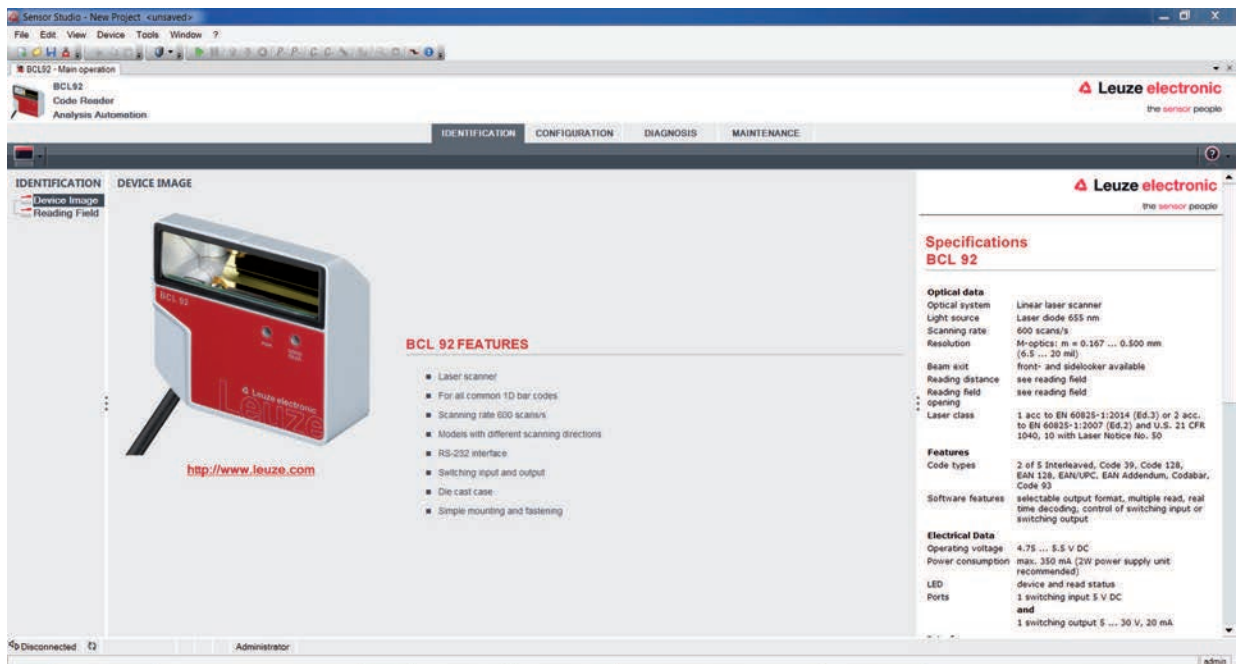 Sensor Studio - New Project <unsaved>
File Edit View Device Tools Window ?
BCL92 - Main operation
BCL92
Code Reader
Analysis Automation
Leuze electronic
the sensor people
IDENTIFICATION CONFIGURATION DIAGNOSIS MAINTENANCE
IDENTIFICATION
Device Image
Reading Field
DEVICE IMAGE
BCL 92
Leuze electronic
Leuze
http://www.leuze.com
BCL 92 FEATURES
Laser scanner
For all common 1D bar codes
Scanning rate 600 scans/s
Models with different scanning directions
RS-232 interface
Switching input and output
Die cast case
Simple mounting and fastening
Leuze electronic
the sensor people
Specifications
BCL 92
Optical data
Optical system Linear laser scanner
Light source Laser diode 655 nm
Scanning rate 600 scans/s
Resolution M-optics: m = 0.167 ... 0.500 mm
(6.5 ... 20 mil)
Beam exit front- and sidelooker available
Reading distance see reading field
Reading field see reading field
opening
Laser class 1 acc to EN 60825-1:2014 (Ed.3) or 2 acc.
to EN 60825-1:2007 (Ed.2) and U.S. 21 CFR
1040, 10 with Laser Notice No. 50
Features
Code types 2 of 5 Interleaved, Code 39, Code 128,
EAN 128, EAN/UPC, EAN Addendum, Codabar,
Code 93
Software features selectable output format, multiple read, real
time decoding, control of switching input or
switching output
Electrical Data
Operating voltage 4.75 ... 5.5 V DC
Power consumption max. 350 mA (2W power supply unit
recommended)
LED device and read status
Ports 1 switching input 5 V DC
and
1 switching output 5 ... 30 V, 20 mA
Disconnected Administrator
admin